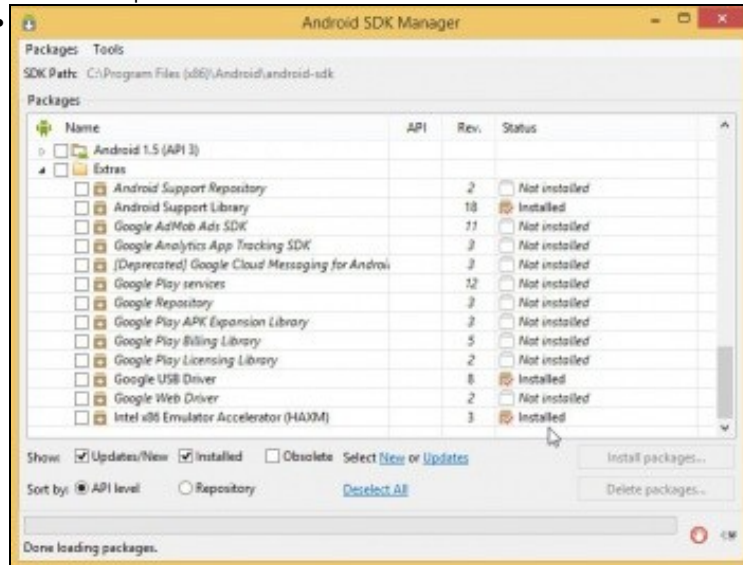 Android SDK Manager
Packages Tools
SDK Path: C:\Program Files (x86)\Android\android-sdk
Packages
Name API Rev. Status
Android 1.5 (API 3)
Extras
Android Support Repository 2 Not installed
Android Support Library 18 Installed
Google AdMob Ads SDK 11 Not installed
Google Analytics App Tracking SDK 3 Not installed
[Deprecated] Google Cloud Messaging for Androi 3 Not installed
Google Play services 12 Not installed
Google Repository 3 Not installed
Google Play APK Expansion Library 3 Not installed
Google Play Billing Library 5 Not installed
Google Play Licensing Library 2 Not installed
Google USB Driver 8 Installed
Google Web Driver 2 Not installed
Intel x86 Emulator Accelerator (HAXM) 3 Installed
Show: Updates/New Installed Obsolete Select New or Updates Install packages...
Sort by: API level Repository Deselect All Delete packages...
Done loading packages.